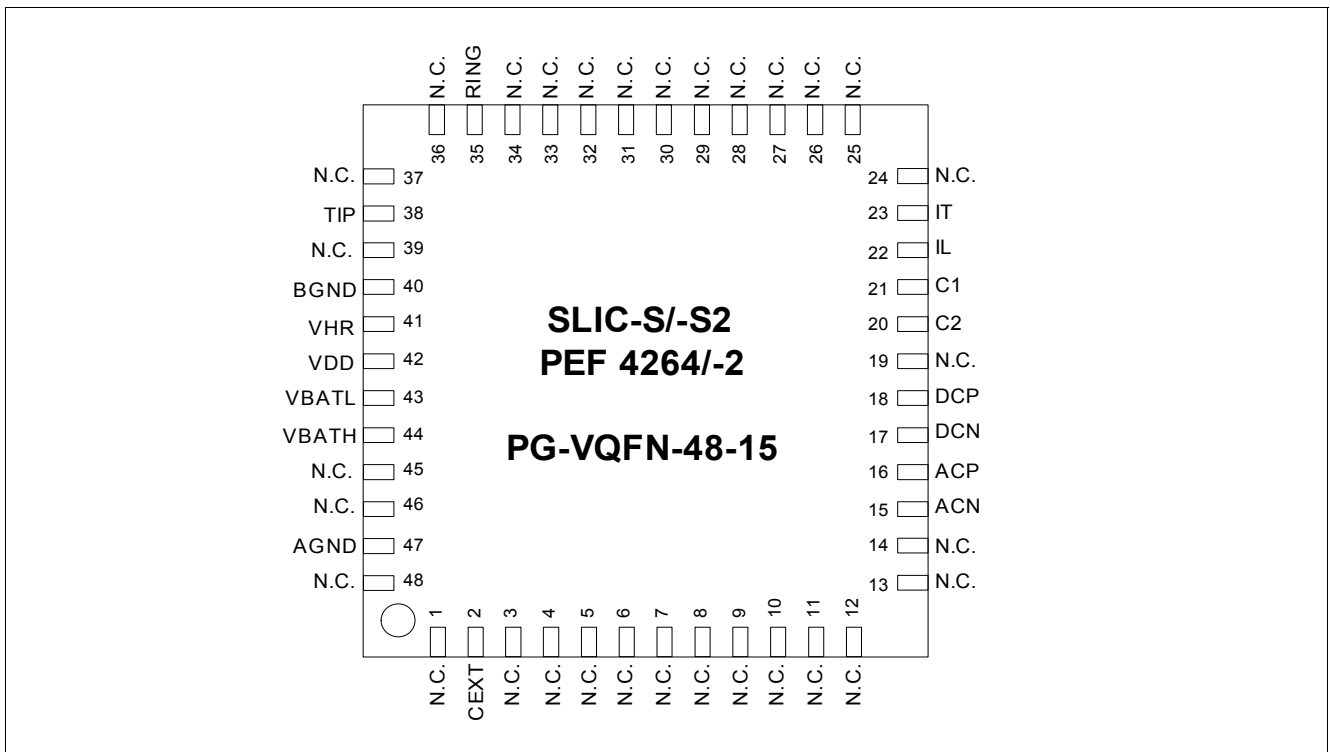 N.C. RING N.C. N.C. N.C. N.C. N.C. N.C. N.C. N.C. N.C. N.C.
36 35 34 33 32 31 30 29 28 27 26 25
N.C. 37 24 N.C.
TIP 38 23 IT
N.C. 39 22 IL
BGND 40 21 C1
VHR 41 20 C2
VDD 42 19 N.C.
VBATL 43 18 DCP
VBATH 44 17 DCN
N.C. 45 16 ACP
N.C. 46 15 ACN
AGND 47 14 N.C.
N.C. 48 13 N.C.
SLIC-S/-S2
PEF 4264/-2
PG-VQFN-48-15
1 2 3 4 5 6 7 8 9 10 11 12
N.C. CEXT N.C. N.C. N.C. N.C. N.C. N.C. N.C. N.C. N.C. N.C.